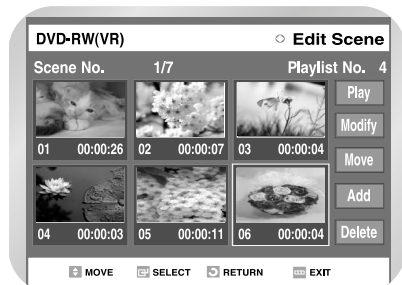 DVD-RW(VR) Edit Scene
Scene No. 1/7 Playlist No. 4
Play
Modify
Move
Add
Delete
01 00:00:26 02 00:00:07 03 00:00:04
04 00:00:03 05 00:00:11 06 00:00:04
MOVE SELECT RETURN EXIT